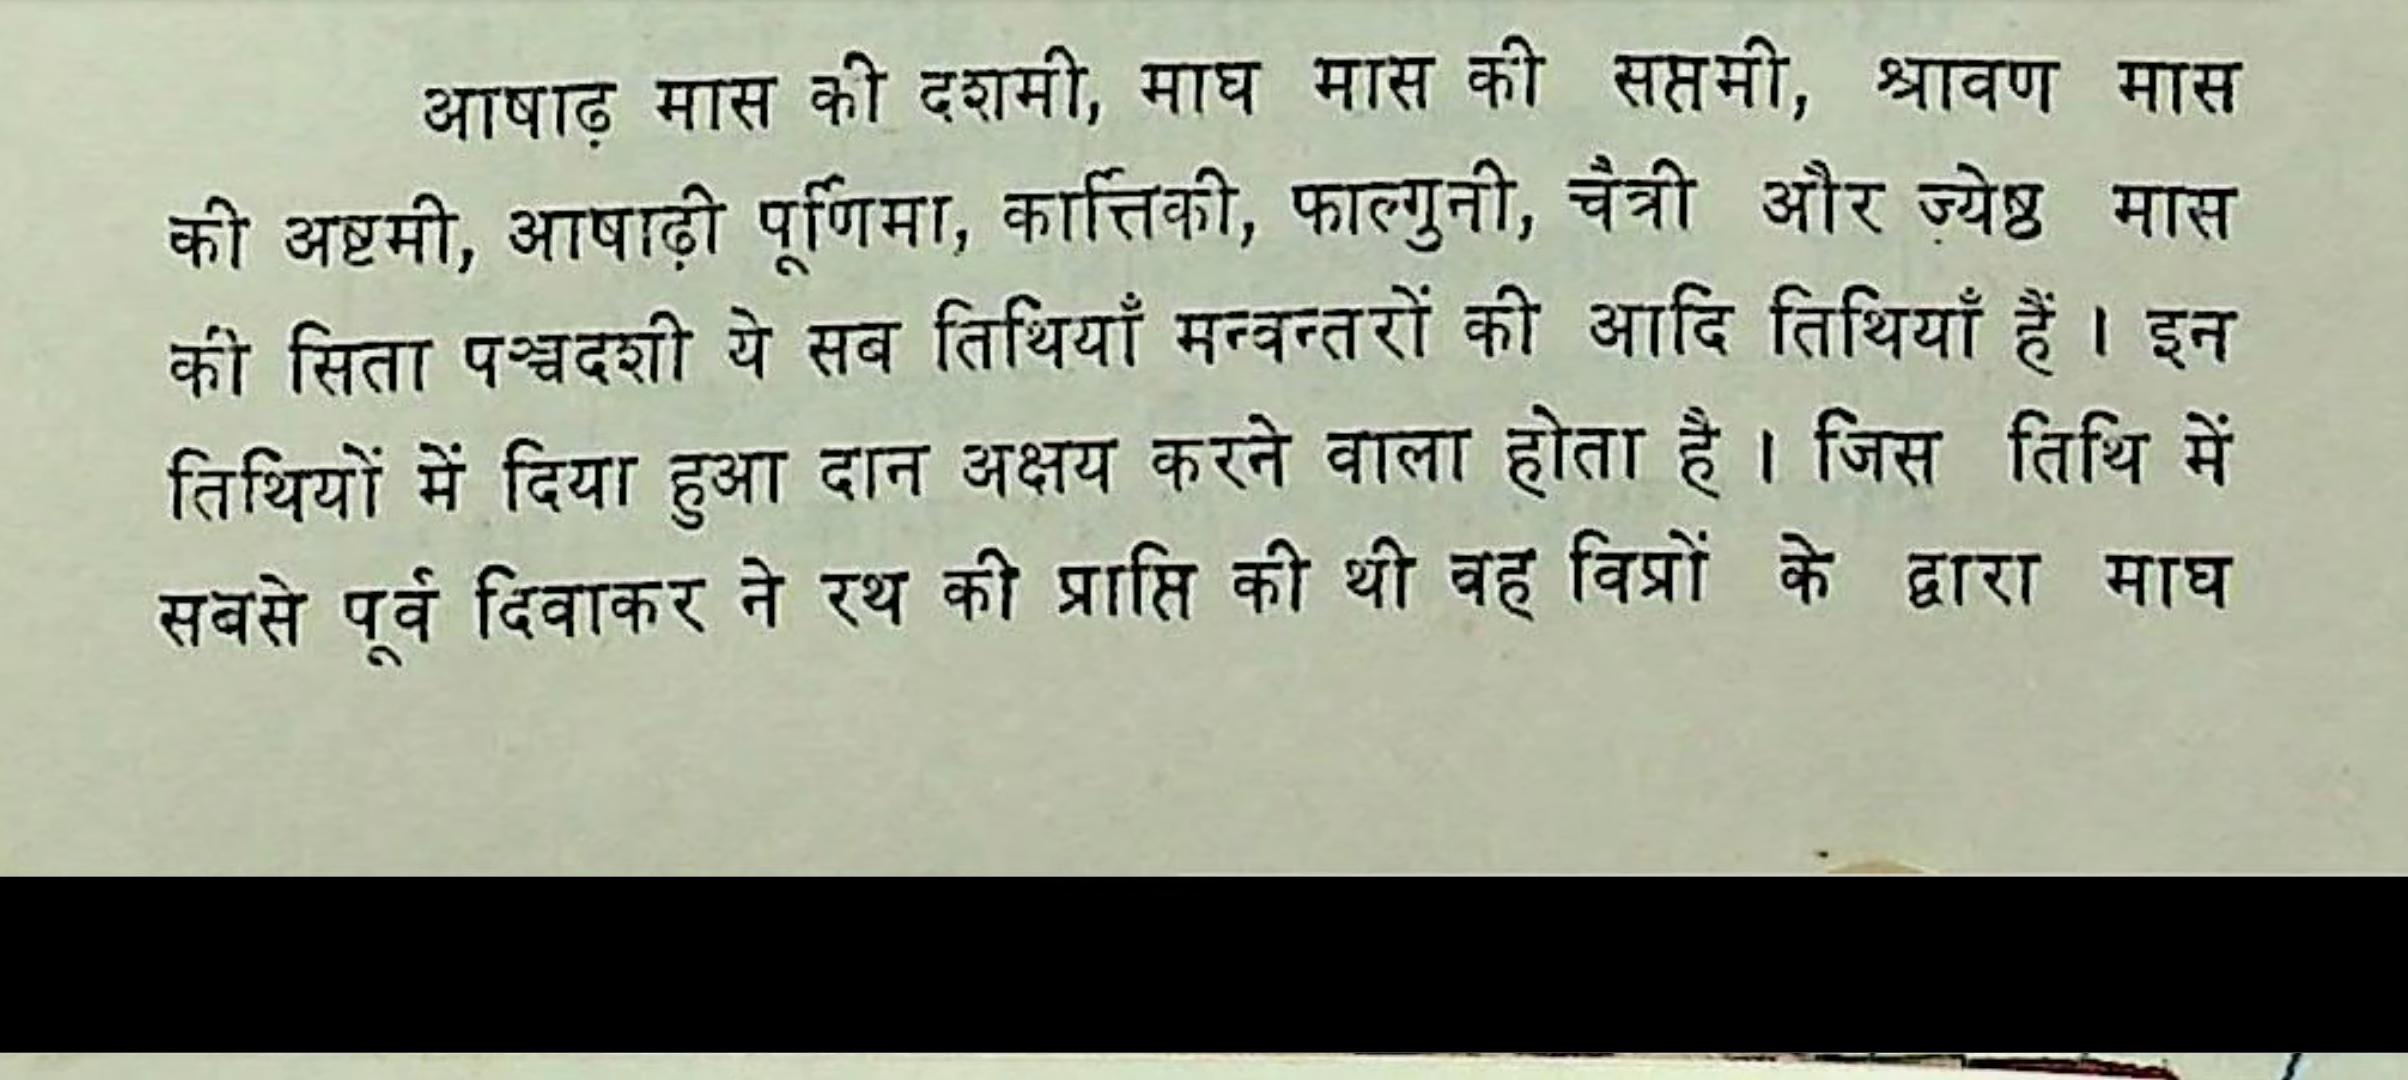 आषाढ़ मास की दशमी, माघ मास की सप्तमी, श्रावण मास
की अष्टमी, आषाढ़ी पूर्णिमा, कार्त्तिकी, फाल्गुनी, चैत्री और ज्येष्ठ मास
की सिता पञ्चदशी ये सब तिथियाँ मन्वन्तरों की आदि तिथियाँ हैं । इन
तिथियों में दिया हुआ दान अक्षय करने वाला होता है । जिस तिथि में
सबसे पूर्व दिवाकर ने रथ की प्राप्ति की थी वह विप्रों के द्वारा माघ